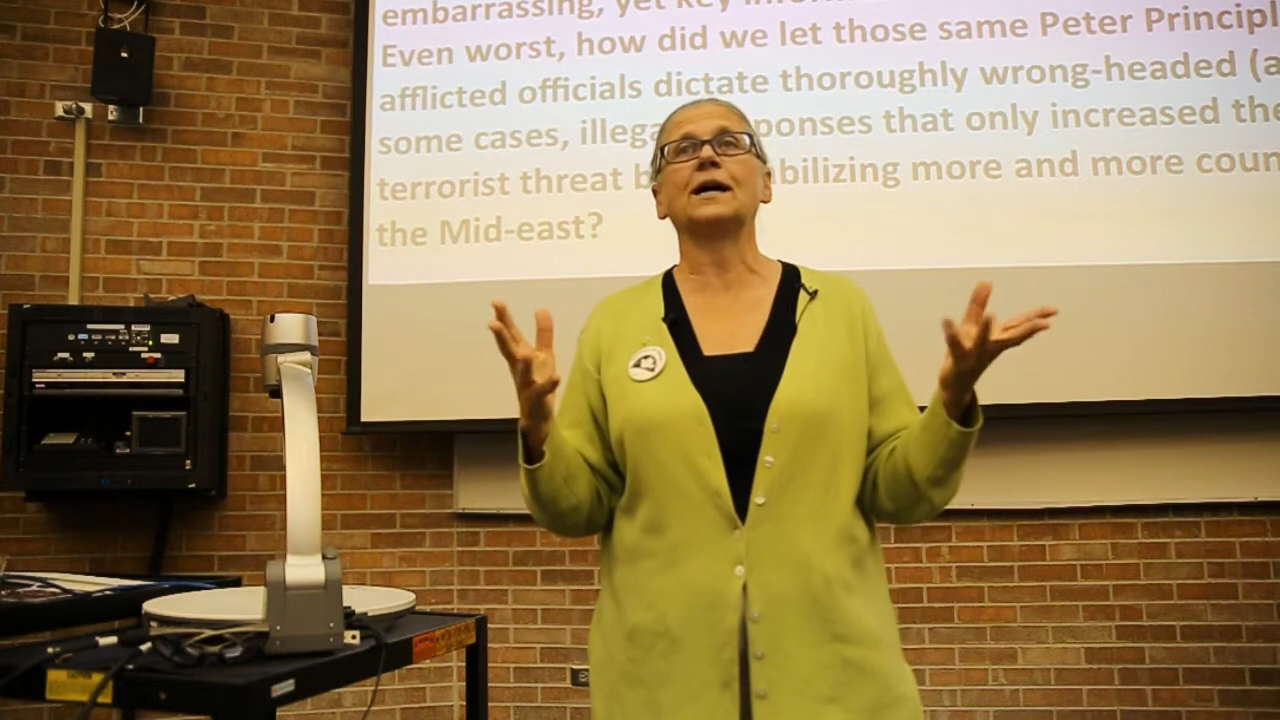 embarrassing, yet key
Even worst, how did we let those same Peter Principl
afflicted officials dictate thoroughly wrong-headed (a
some cases, illega ponses that only increased the
terrorist threat b bilizing more and more coun
the Mid-east?